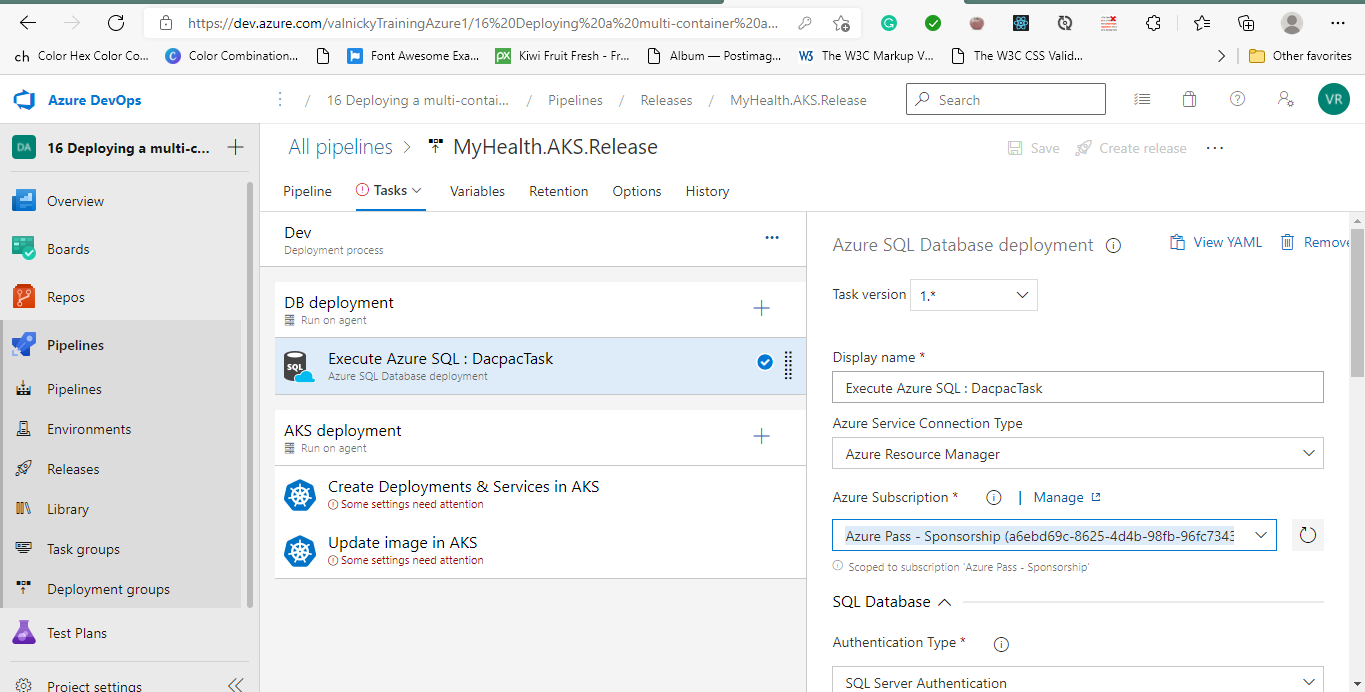 https://dev.azure.com/valnickyTrainingAzure1/16%20Deploying%20a%20multi-container%20a...
ch Color Hex Color Co... Color Combination... Font Awesome Exa... Kiwi Fruit Fresh - Fr... Album — Postimag... The W3C Markup V... The W3C CSS Valid... Other favorites
Azure DevOps / 16 Deploying a multi-contai... / Pipelines / Releases / MyHealth.AKS.Release Search VR
DA 16 Deploying a multi-c...
All pipelines > MyHealth.AKS.Release Save Create release ...
Pipeline Tasks Variables Retention Options History
Overview
Boards
Repos
Pipelines
Pipelines
Environments
Releases
Library
Task groups
Deployment groups
Test Plans
Project settings
Dev
Deployment process
DB deployment
Run on agent
Execute Azure SQL : DacpacTask
Azure SQL Database deployment
AKS deployment
Run on agent
Create Deployments & Services in AKS
Some settings need attention
Update image in AKS
Some settings need attention
Azure SQL Database deployment View YAML Remove
Task version 1.*
Display name *
Execute Azure SQL : DacpacTask
Azure Service Connection Type
Azure Resource Manager
Azure Subscription * | Manage
Azure Pass - Sponsorship (a6ebd69c-8625-4d4b-98fb-96fc7343
Scoped to subscription 'Azure Pass - Sponsorship'
SQL Database
Authentication Type *
SQL Server Authentication